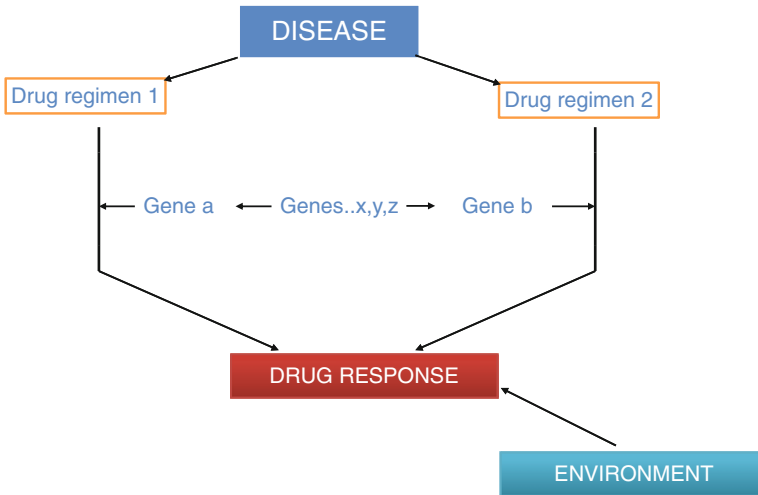 DISEASE
Drug regimen 1
Drug regimen 2
Gene a
Genes..x,y,z
Gene b
DRUG RESPONSE
ENVIRONMENT